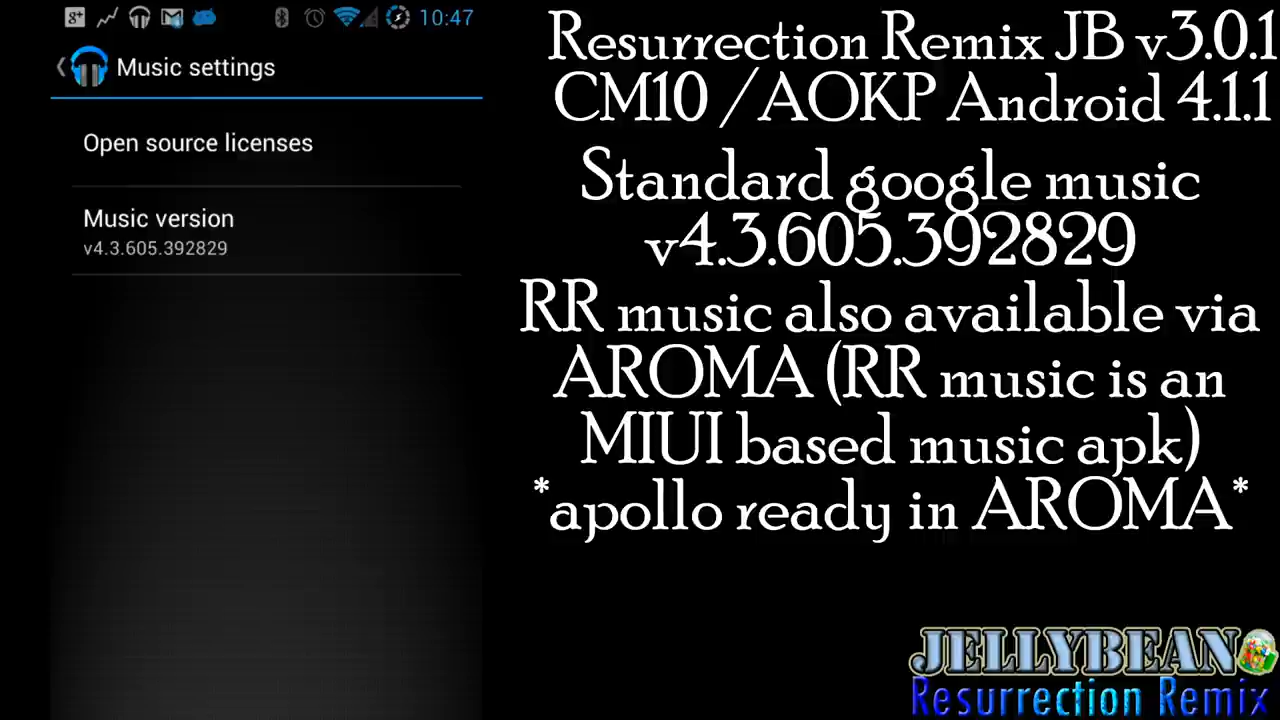 10:47
Music settings
Open source licenses
Music version
v4.3.605.392829
Resurrection Remix JB v3.0.1
CM10 /AOKP Android 4.1.1
Standard google music
v4.3.605.392829
RR music also available via
AROMA (RR music is an
MIUI based music apk)
*apollo ready in AROMA*
JELLYBEAN
Resurrection Remix